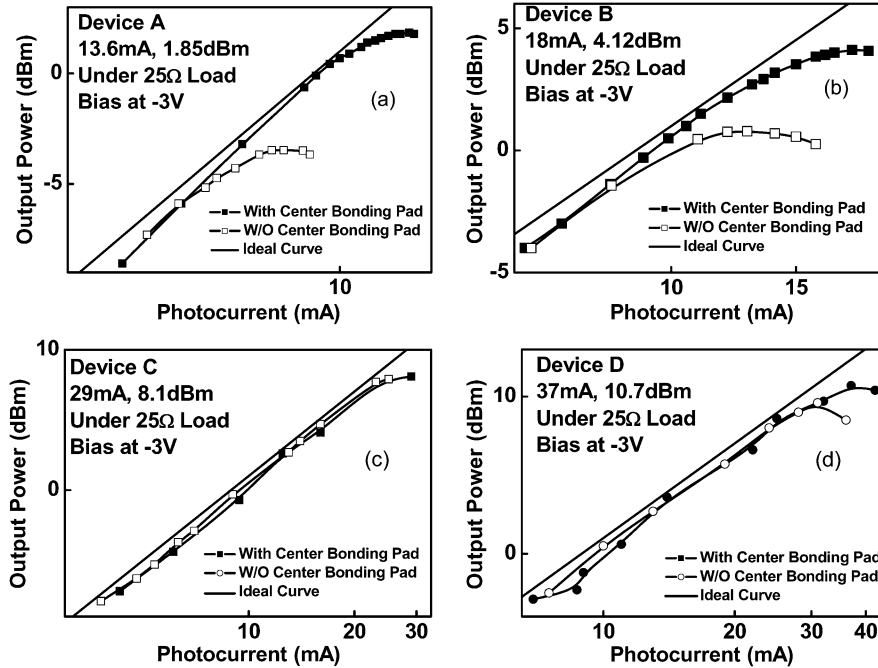 Device A
13.6mA, 1.85dBm
Under 25Ω Load
Bias at -3V
(a)
0
-5
Output Power (dBm)
With Center Bonding Pad
W/O Center Bonding Pad
Ideal Curve
10
Photocurrent (mA)
Device B
18mA, 4.12dBm
Under 25Ω Load
Bias at -3V
(b)
5
0
-5
Output Power (dBm)
With Center Bonding Pad
W/O Center Bonding Pad
Ideal Curve
10 15
Photocurrent (mA)
Device C
29mA, 8.1dBm
Under 25Ω Load
Bias at -3V
(c)
10
0
Output Power (dBm)
With Center Bonding Pad
W/O Center Bonding Pad
Ideal Curve
10 20 30
Photocurrent (mA)
Device D
37mA, 10.7dBm
Under 25Ω Load
Bias at -3V
(d)
10
0
Output Power (dBm)
With Center Bonding Pad
W/O Center Bonding Pad
Ideal Curve
10 20 30 40
Photocurrent (mA)